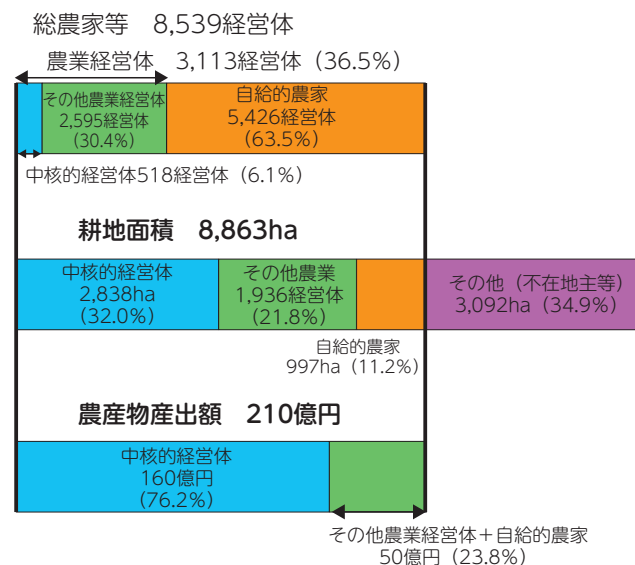 総農家等　8,539経営体
農業経営体　3,113経営体（36.5%）
その他農業経営体
2,595経営体
（30.4%）
自給的農家
5,426経営体
（63.5%）
中核的経営体518経営体（6.1%）
耕地面積　8,863ha
中核的経営体
2,838ha
（32.0%）
その他農業
1,936経営体
（21.8%）
その他（不在地主等）
3,092ha（34.9%）
自給的農家
997ha（11.2%）
農産物産出額　210億円
中核的経営体
160億円
（76.2%）
その他農業経営体＋自給的農家
50億円（23.8%）